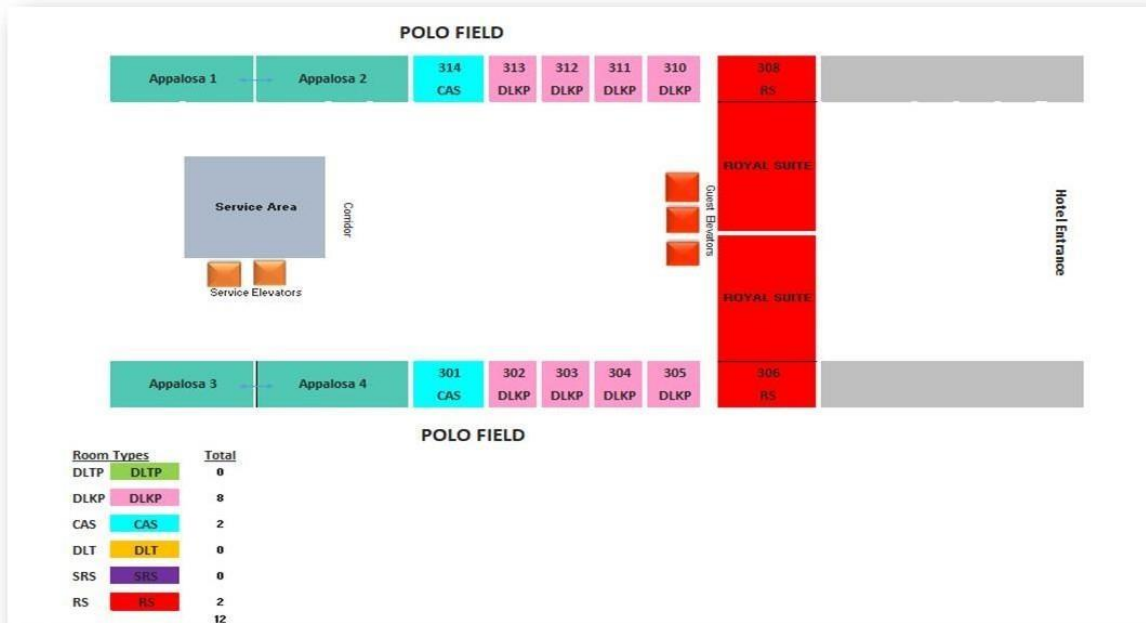 POLO FIELD
Appalosa 1
Appalosa 2
314
CAS
313
DLKP
312
DLKP
311
DLKP
310
DLKP
308
RS
ROYAL SUITE
Service Area
Corridor
Guest Elevators
Hotel Entrance
Service Elevators
ROYAL SUITE
Appalosa 3
Appalosa 4
301
CAS
302
DLKP
303
DLKP
304
DLKP
305
DLKP
306
RS
POLO FIELD
Room Types Total
DLTP DLTP 0
DLKP DLKP 8
CAS CAS 2
DLT DLT 0
SRS SRS 0
RS RS 2
12